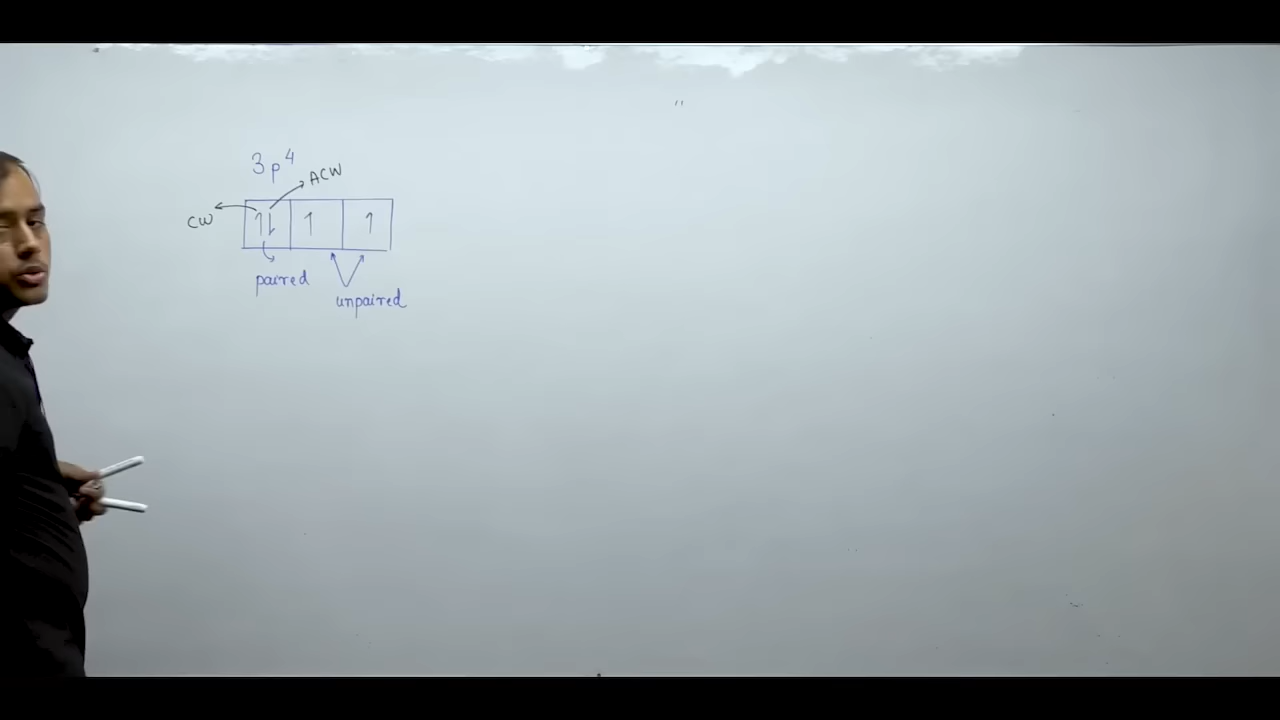 3p⁴
ACW
CW
↑⇂ ↑ ↑
paired
unpaired